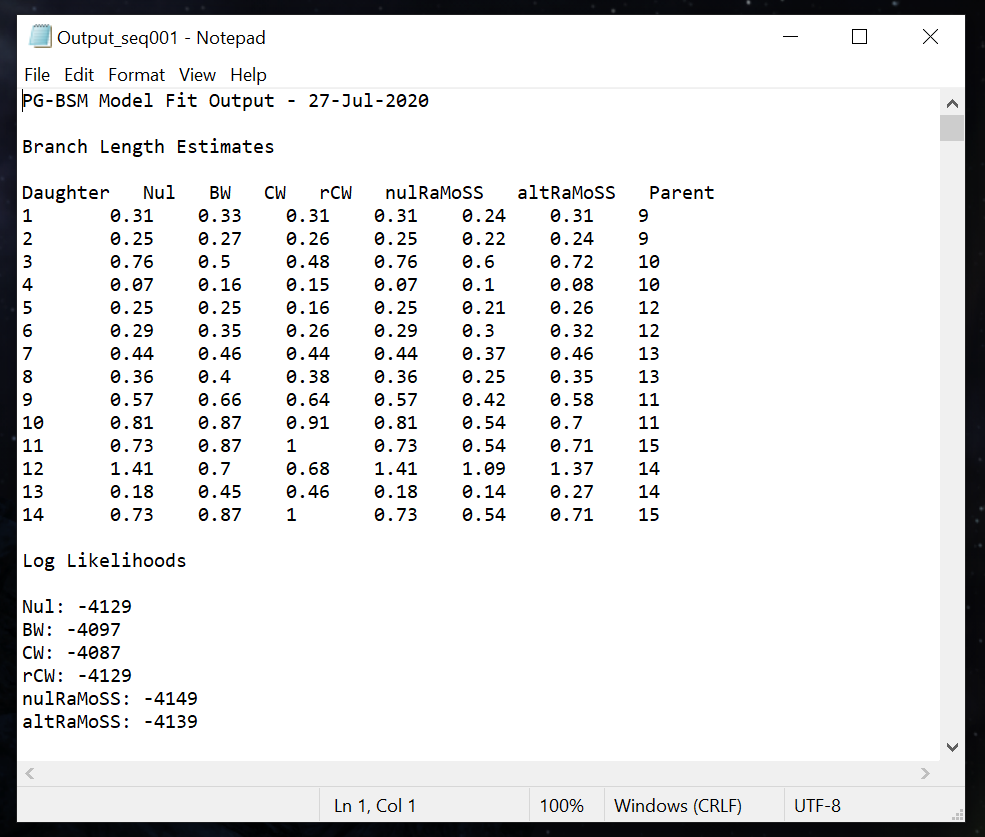 Output_seq001 - Notepad
File Edit Format View Help
PG-BSM Model Fit Output - 27-Jul-2020
Branch Length Estimates
Daughter Nul BW CW rCW nulRaMoSS altRaMoSS Parent
1 0.31 0.33 0.31 0.31 0.24 0.31 9
2 0.25 0.27 0.26 0.25 0.22 0.24 9
3 0.76 0.5 0.48 0.76 0.6 0.72 10
4 0.07 0.16 0.15 0.07 0.1 0.08 10
5 0.25 0.25 0.16 0.25 0.21 0.26 12
6 0.29 0.35 0.26 0.29 0.3 0.32 12
7 0.44 0.46 0.44 0.44 0.37 0.46 13
8 0.36 0.4 0.38 0.36 0.25 0.35 13
9 0.57 0.66 0.64 0.57 0.42 0.58 11
10 0.81 0.87 0.91 0.81 0.54 0.7 11
11 0.73 0.87 1 0.73 0.54 0.71 15
12 1.41 0.7 0.68 1.41 1.09 1.37 14
13 0.18 0.45 0.46 0.18 0.14 0.27 14
14 0.73 0.87 1 0.73 0.54 0.71 15
Log Likelihoods
Nul: -4129
BW: -4097
CW: -4087
rCW: -4129
nulRaMoSS: -4149
altRaMoSS: -4139
Ln 1, Col 1 100% Windows (CRLF) UTF-8